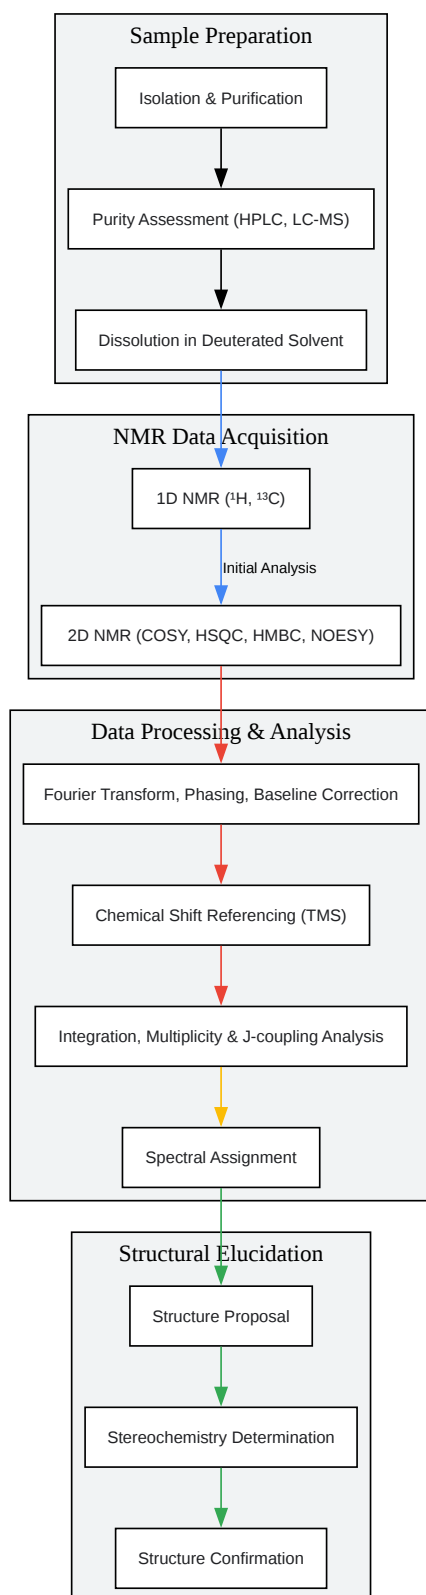 Sample Preparation
Isolation & Purification
Purity Assessment (HPLC, LC-MS)
Dissolution in Deuterated Solvent
NMR Data Acquisition
1D NMR (¹H, ¹³C)
Initial Analysis
2D NMR (COSY, HSQC, HMBC, NOESY)
Data Processing & Analysis
Fourier Transform, Phasing, Baseline Correction
Chemical Shift Referencing (TMS)
Integration, Multiplicity & J-coupling Analysis
Spectral Assignment
Structural Elucidation
Structure Proposal
Stereochemistry Determination
Structure Confirmation